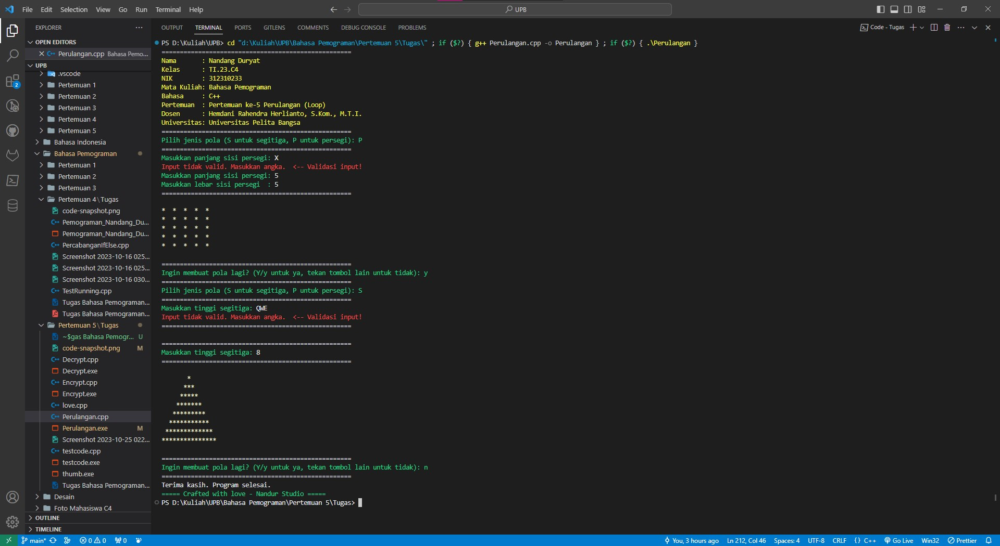 File Edit Selection View Go Run Terminal Help
UPB
EXPLORER
OPEN EDITORS
Perulangan.cpp Bahasa Pemo...
UPB
.vscode
Pertemuan 1
Pertemuan 2
Pertemuan 3
Pertemuan 4
Pertemuan 5
Bahasa Indonesia
Bahasa Pemograman
Pertemuan 1
Pertemuan 2
Pertemuan 3
Pertemuan 4\Tugas
code-snapshot.png
Pemograman_Nandang_Du...
Pemograman_Nandang_Du...
PercabanganIfElse.cpp
Screenshot 2023-10-16 025...
Screenshot 2023-10-16 025...
Screenshot 2023-10-16 030...
TestRunning.cpp
Tugas Bahasa Pemograman...
Tugas Bahasa Pemograman...
Pertemuan 5\Tugas
~$gas Bahasa Pemogr... U
code-snapshot.png M
Decrypt.cpp
Decrypt.exe
Encrypt.cpp
Encrypt.exe
love.cpp
Perulangan.cpp
Perulangan.exe M
Screenshot 2023-10-25 022...
testcode.cpp
testcode.exe
thumb.exe
Tugas Bahasa Pemograman...
Desain
Foto Mahasiswa C4
OUTLINE
TIMELINE
2
OUTPUT TERMINAL PORTS GITLENS COMMENTS DEBUG CONSOLE PROBLEMS
Code - Tugas
PS D:\Kuliah\UPB> cd "d:\Kuliah\UPB\Bahasa Pemograman\Pertemuan 5\Tugas\" ; if ($?) { g++ Perulangan.cpp -o Perulangan } ; if ($?) { .\Perulangan }
====================================================
Nama       : Nandang Duryat
Kelas      : TI.23.C4
NIK        : 312310233
Mata Kuliah: Bahasa Pemograman
Bahasa     : C++
Pertemuan  : Pertemuan ke-5 Perulangan (Loop)
Dosen      : Hemdani Rahendra Herlianto, S.Kom., M.T.I.
Universitas: Universitas Pelita Bangsa
====================================================
Pilih jenis pola (S untuk segitiga, P untuk persegi): P
====================================================
Masukkan panjang sisi persegi: X
Input tidak valid. Masukkan angka.  <-- Validasi input!
Masukkan panjang sisi persegi: 5
Masukkan lebar sisi persegi  : 5
====================================================
*  *  *  *  *
*  *  *  *  *
*  *  *  *  *
*  *  *  *  *
*  *  *  *  *
====================================================
Ingin membuat pola lagi? (Y/y untuk ya, tekan tombol lain untuk tidak): y
====================================================
Pilih jenis pola (S untuk segitiga, P untuk persegi): S
====================================================
Masukkan tinggi segitiga: QWE
Input tidak valid. Masukkan angka.  <-- Validasi input!
====================================================
====================================================
Masukkan tinggi segitiga: 8
====================================================
       *
      ***
     *****
    *******
   *********
  ***********
 *************
***************
====================================================
Ingin membuat pola lagi? (Y/y untuk ya, tekan tombol lain untuk tidak): n
====================================================
Terima kasih. Program selesai.
===== Crafted with love - Nandur Studio =====
PS D:\Kuliah\UPB\Bahasa Pemograman\Pertemuan 5\Tugas>
main* 0 0 0 You, 3 hours ago Ln 212, Col 46 Spaces: 4 UTF-8 CRLF {} C++ Go Live Win32 Prettier